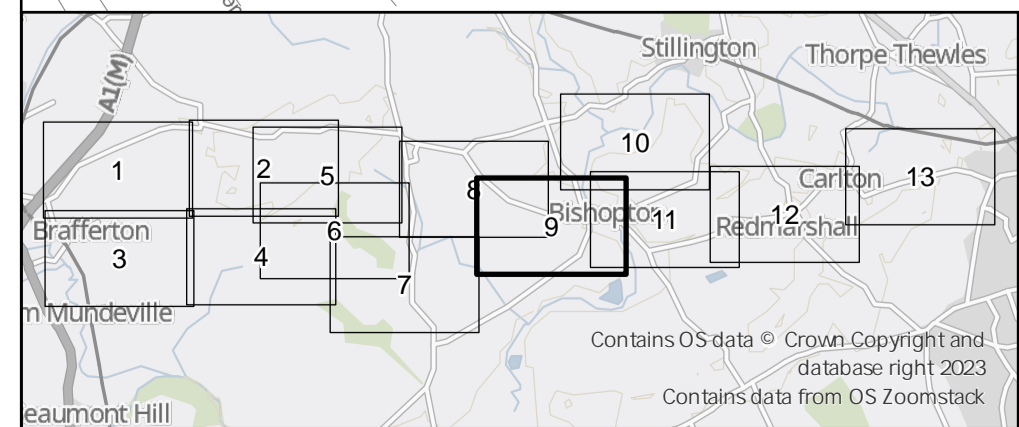 Stillington
Thorpe Thewles
A1(M)
10
1
2
5
13
Carlton
8
Bishopton
11
12
Redmarshall
9
Brafferton
6
3
4
7
m Mundeville
Contains OS data © Crown Copyright and
database right 2023
Contains data from OS Zoomstack
eaumont Hill